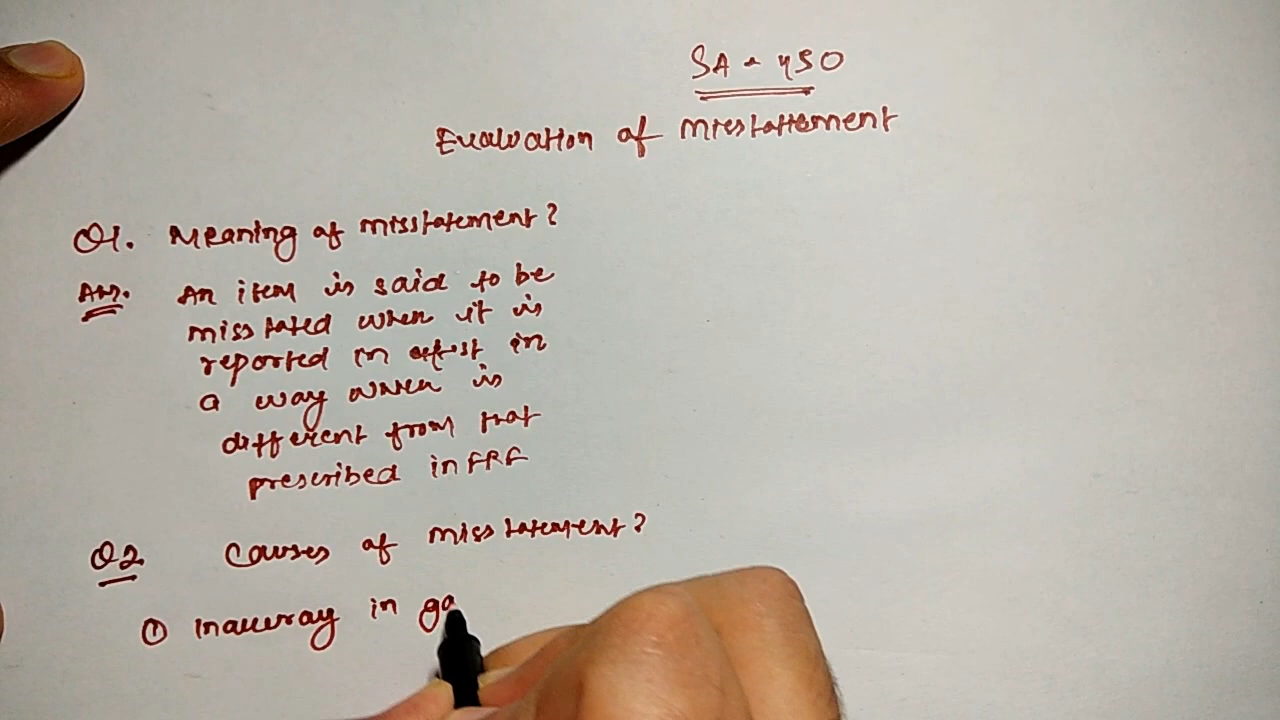 SA - 450
Evaluation of Misstatement
Q1. Meaning of misstatement?
Ans. An item is said to be
misstated when it is
reported in in
a way which is
different from that
prescribed in FRF
Q2 Causes of misstatement?
① Inaccuracy in ga